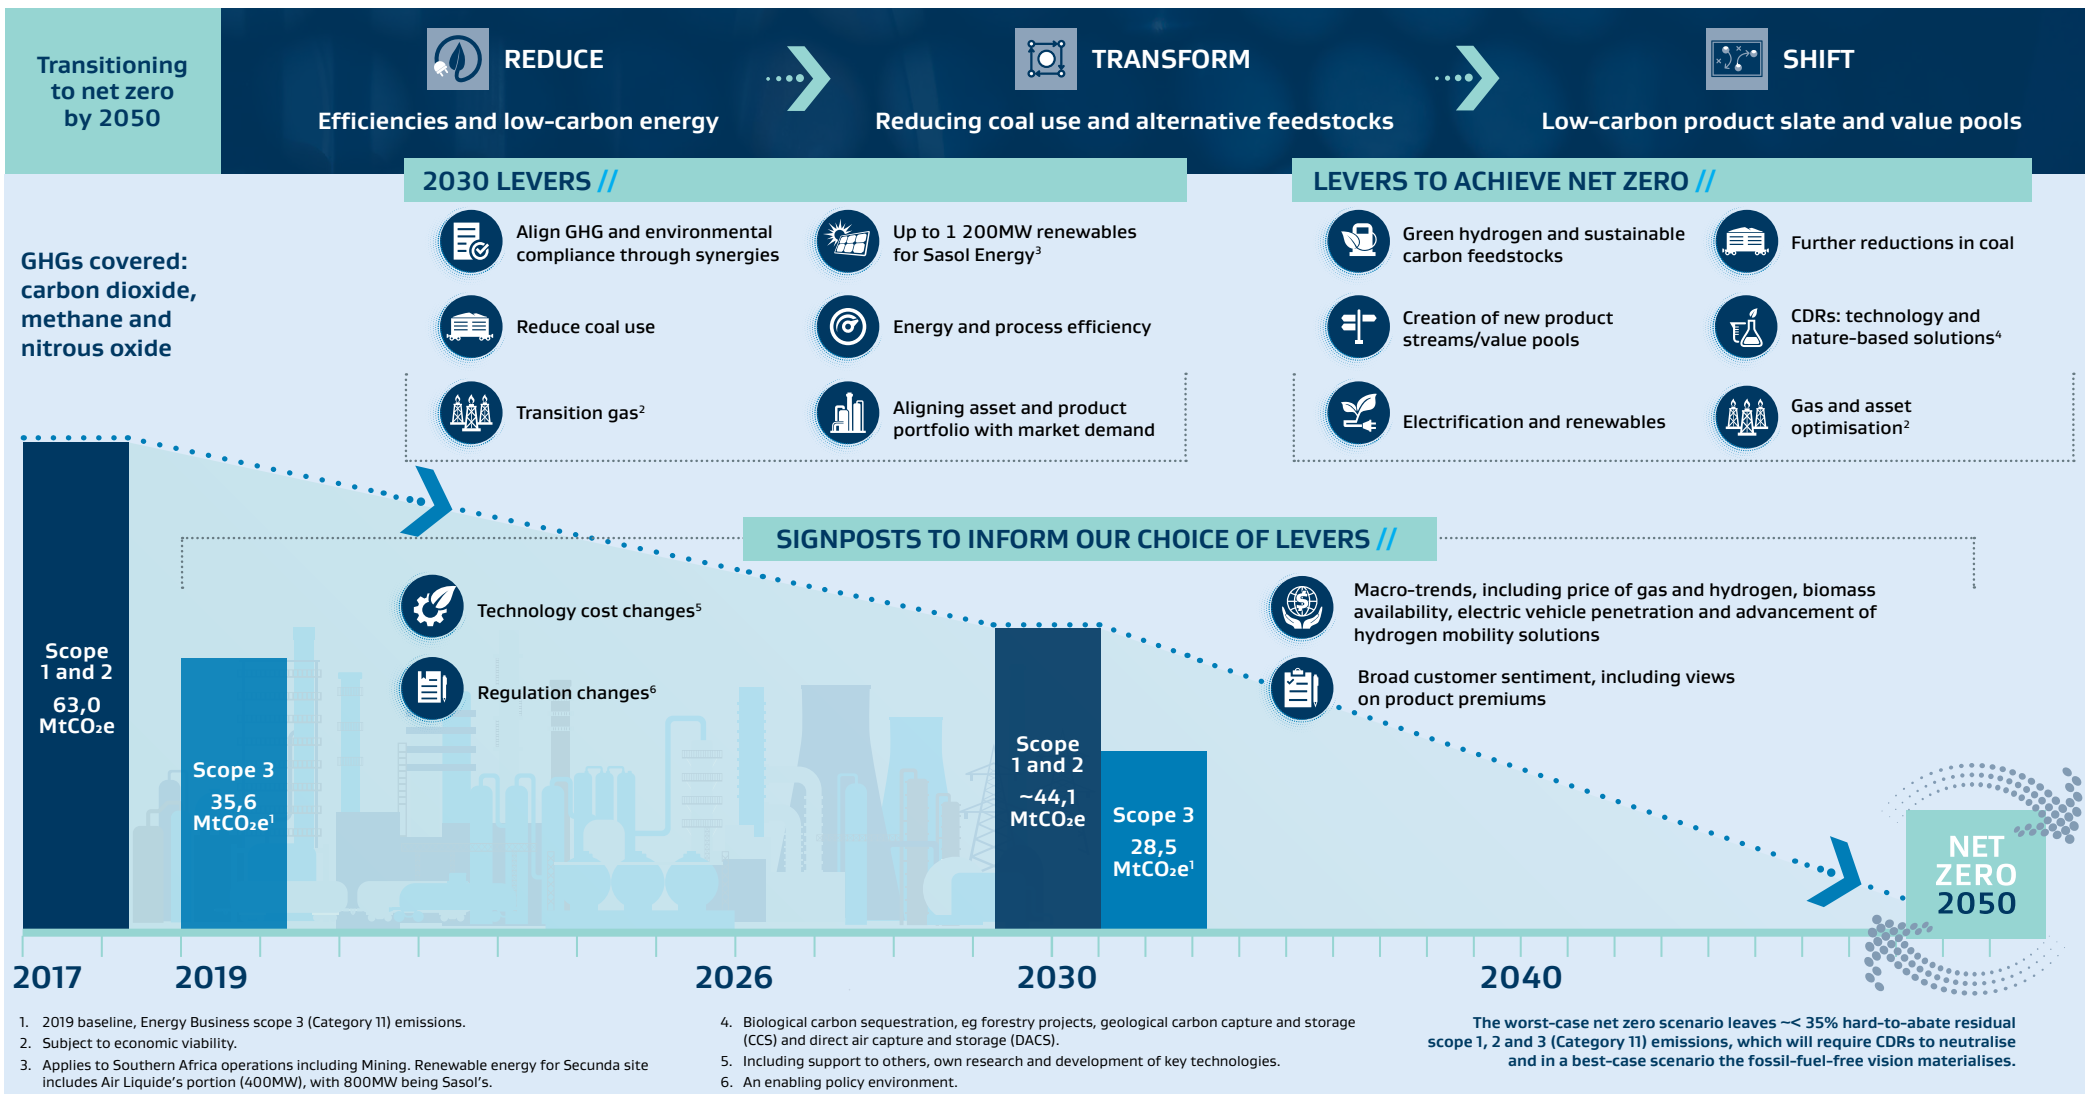 Transitioning
to net zero
by 2050
REDUCE
Efficiencies and low-carbon energy
TRANSFORM
Reducing coal use and alternative feedstocks
SHIFT
Low-carbon product slate and value pools
GHGs covered:
carbon dioxide,
methane and
nitrous oxide
2030 LEVERS //
Align GHG and environmental
compliance through synergies
Reduce coal use
Transition gas²
Up to 1 200MW renewables
for Sasol Energy³
Energy and process efficiency
Aligning asset and product
portfolio with market demand
LEVERS TO ACHIEVE NET ZERO //
Green hydrogen and sustainable
carbon feedstocks
Creation of new product
streams/value pools
Electrification and renewables
Further reductions in coal
CDRs: technology and
nature-based solutions⁴
Gas and asset
optimisation²
SIGNPOSTS TO INFORM OUR CHOICE OF LEVERS //
Technology cost changes⁵
Regulation changes⁶
Macro-trends, including price of gas and hydrogen, biomass
availability, electric vehicle penetration and advancement of
hydrogen mobility solutions
Broad customer sentiment, including views
on product premiums
Scope
1 and 2
63,0
MtCO₂e
Scope 3
35,6
MtCO₂e¹
Scope
1 and 2
~44,1
MtCO₂e
Scope 3
28,5
MtCO₂e¹
NET
ZERO
2050
2017
2019
2026
2030
2040
1. 2019 baseline, Energy Business scope 3 (Category 11) emissions.
2. Subject to economic viability.
3. Applies to Southern Africa operations including Mining. Renewable energy for Secunda site
includes Air Liquide's portion (400MW), with 800MW being Sasol's.
4. Biological carbon sequestration, eg forestry projects, geological carbon capture and storage
(CCS) and direct air capture and storage (DACS).
5. Including support to others, own research and development of key technologies.
6. An enabling policy environment.
The worst-case net zero scenario leaves ~< 35% hard-to-abate residual
scope 1, 2 and 3 (Category 11) emissions, which will require CDRs to neutralise
and in a best-case scenario the fossil-fuel-free vision materialises.